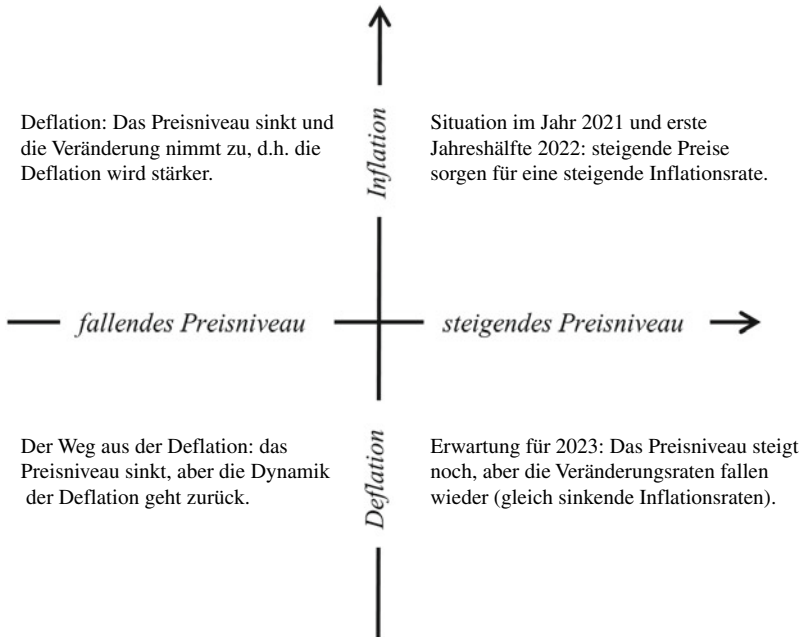 Deflation: Das Preisniveau sinkt und
die Veränderung nimmt zu, d.h. die
Deflation wird stärker.
Inflation
Situation im Jahr 2021 und erste
Jahreshälfte 2022: steigende Preise
sorgen für eine steigende Inflationsrate.
fallendes Preisniveau
steigendes Preisniveau
Der Weg aus der Deflation: das
Preisniveau sinkt, aber die Dynamik
der Deflation geht zurück.
Deflation
Erwartung für 2023: Das Preisniveau steigt
noch, aber die Veränderungsraten fallen
wieder (gleich sinkende Inflationsraten).